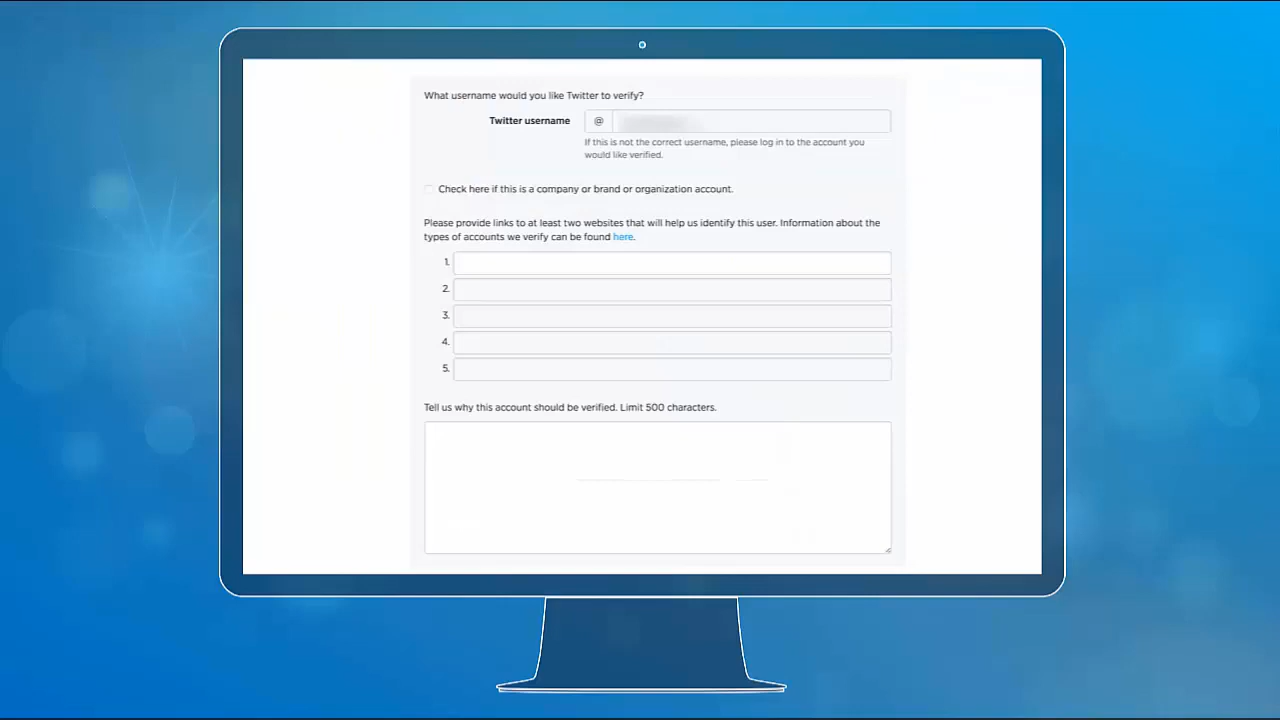 What username would you like Twitter to verify?
Twitter username @
If this is not the correct username, please log in to the account you
would like verified.
Check here if this is a company or brand or organization account.
Please provide links to at least two websites that will help us identify this user. Information about the
types of accounts we verify can be found here.
1.
2.
3.
4.
5.
Tell us why this account should be verified. Limit 500 characters.